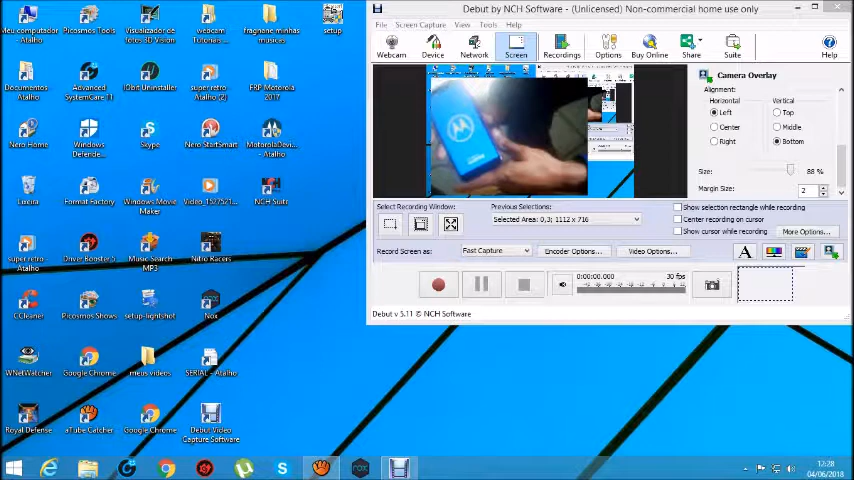 Debut by NCH Software - (Unlicensed) Non-commercial home use only
File Screen Capture View Tools Help
Webcam
Device
Network
Screen
Recordings
Options
Buy Online
Share
Suite
Help
Camera Overlay
Alignment:
Horizontal
Vertical
Left
Top
Center
Middle
Right
Bottom
Size:
88 %
Margin Size:
2
Select Recording Window:
Previous Selections:
Selected Area: 0,3; 1112 x 716
Show selection rectangle while recording
Center recording on cursor
Show cursor while recording
More Options...
Record Screen as:
Fast Capture
Encoder Options...
Video Options...
A
0:00:00.000
30 fps
Debut v 5.11 © NCH Software
Meu computador - Atalho
Picosmos Tools
Visualizador de fotos 3D Vision
webcam Tutoriais ...
fragnane minhas musicas
setup
Documentos Atalho
Advanced SystemCare 11
IObit Uninstaller
super.retro - Atalho (2)
FRP Motorola 2017
Nero Home
Windows Defende...
Skype
Nero StartSmart
MotorolaDevi...
Lixeira
Format Factory
Windows Movie Maker
Video_1527521...
NCH Suite
super.retro - Atalho
Driver Booster 5
Music Search MP3
Nitro Racers
CCleaner
Picosmos Shows
setup-lightshot
Nox
WNetWatcher
Google Chrome
meus videos
SERIAL - Atalho
Royal Defense
aTube Catcher
Google Chrome
Debut Video Capture Software
12:28
04/06/2018